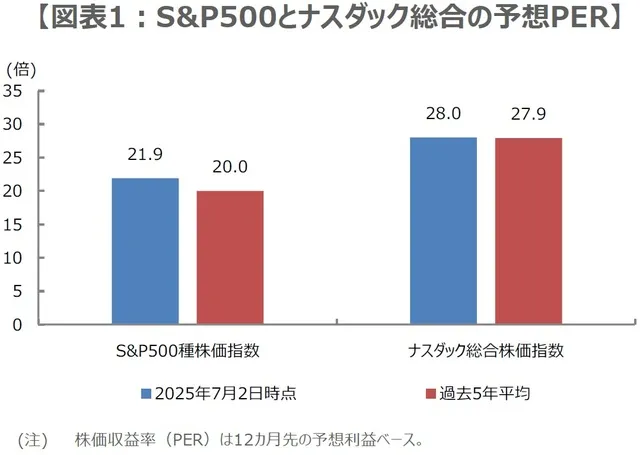 【図表1：S&P500とナスダック総合の予想PER】
(倍)
35
30
25
20
15
10
5
0
21.9
20.0
28.0
27.9
S&P500種株価指数
ナスダック総合株価指数
2025年7月2日時点
過去5年平均
(注) 株価収益率（PER）は12カ月先の予想利益ベース。